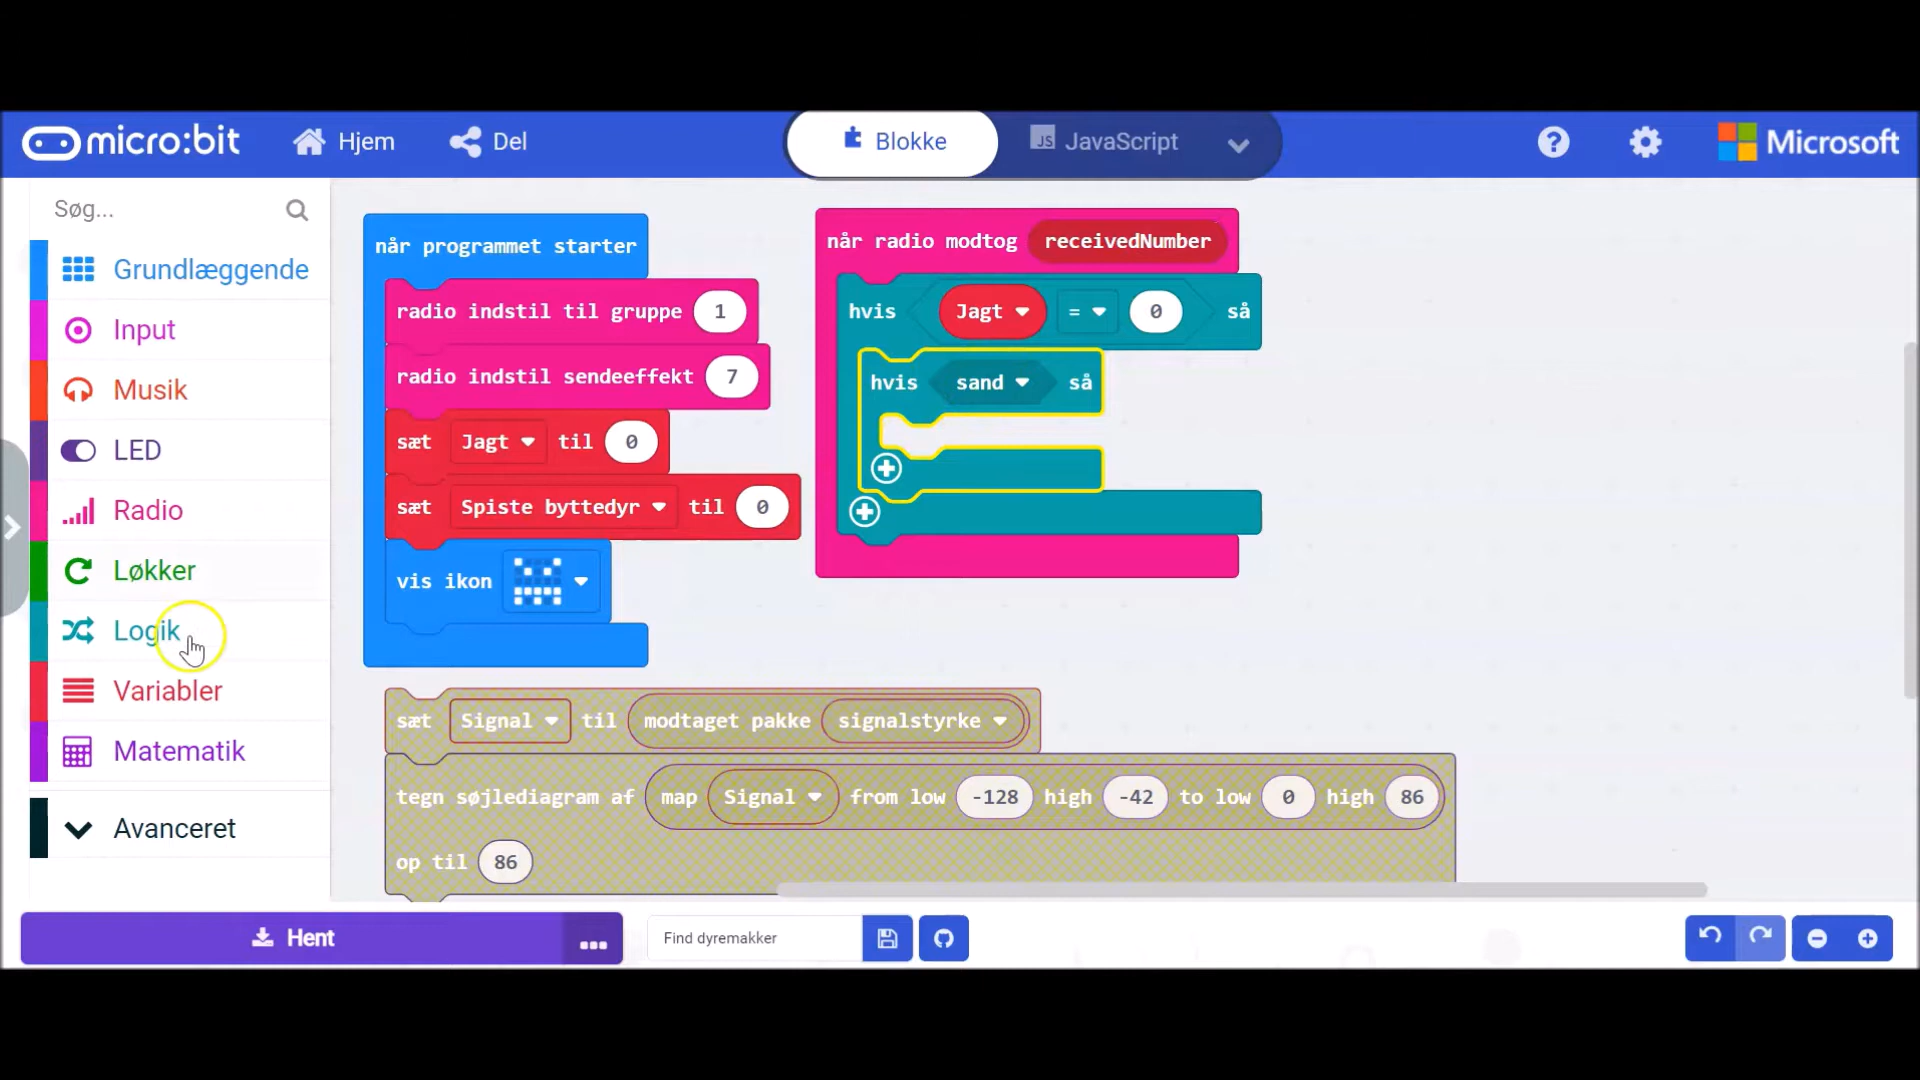 micro:bit Hjem Del Blokke JS JavaScript ? Microsoft
Søg...
Grundlæggende
Input
Musik
LED
Radio
Løkker
Logik
Variabler
Matematik
Avanceret
når programmet starter
radio indstil til gruppe 1
radio indstil sendeeffekt 7
sæt Jagt til 0
sæt Spiste byttedyr til 0
vis ikon
når radio modtog receivedNumber
hvis Jagt = 0 så
hvis sand så
sæt Signal til modtaget pakke signalstyrke
tegn søjlediagram af map Signal from low -128 high -42 to low 0 high 86
op til 86
Hent ... Find dyremakker